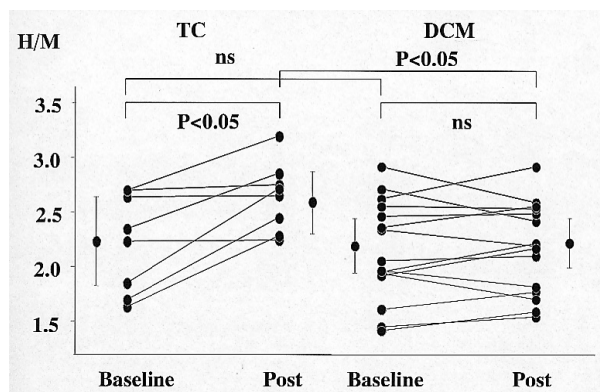 TC DCM
H/M
ns
P<0.05
3.5
P<0.05 ns
3.0
2.5
2.0
1.5
Baseline Post Baseline Post